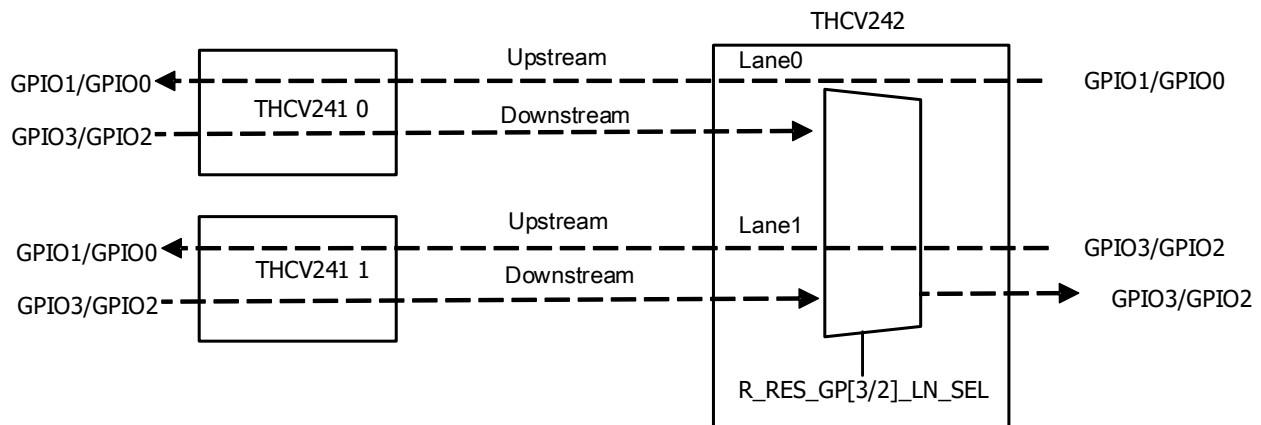 THCV242
Upstream
Lane0
GPIO1/GPIO0
GPIO1/GPIO0
THCV241 0
Downstream
GPIO3/GPIO2
Upstream
Lane1
GPIO1/GPIO0
GPIO3/GPIO2
THCV241 1
Downstream
GPIO3/GPIO2
GPIO3/GPIO2
R_RES_GP[3/2]_LN_SEL